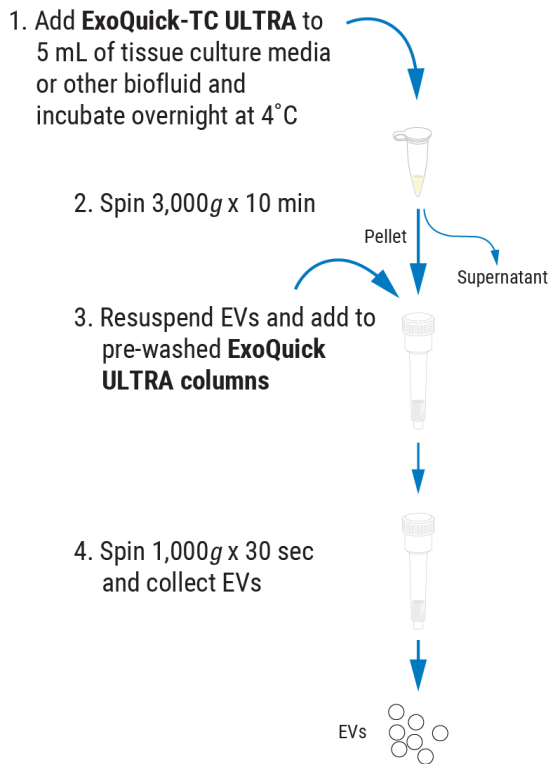 1. Add ExoQuick-TC ULTRA to
5 mL of tissue culture media
or other biofluid and
incubate overnight at 4˚C
2. Spin 3,000g x 10 min
Pellet
Supernatant
3. Resuspend EVs and add to
pre-washed ExoQuick
ULTRA columns
4. Spin 1,000g x 30 sec
and collect EVs
EVs